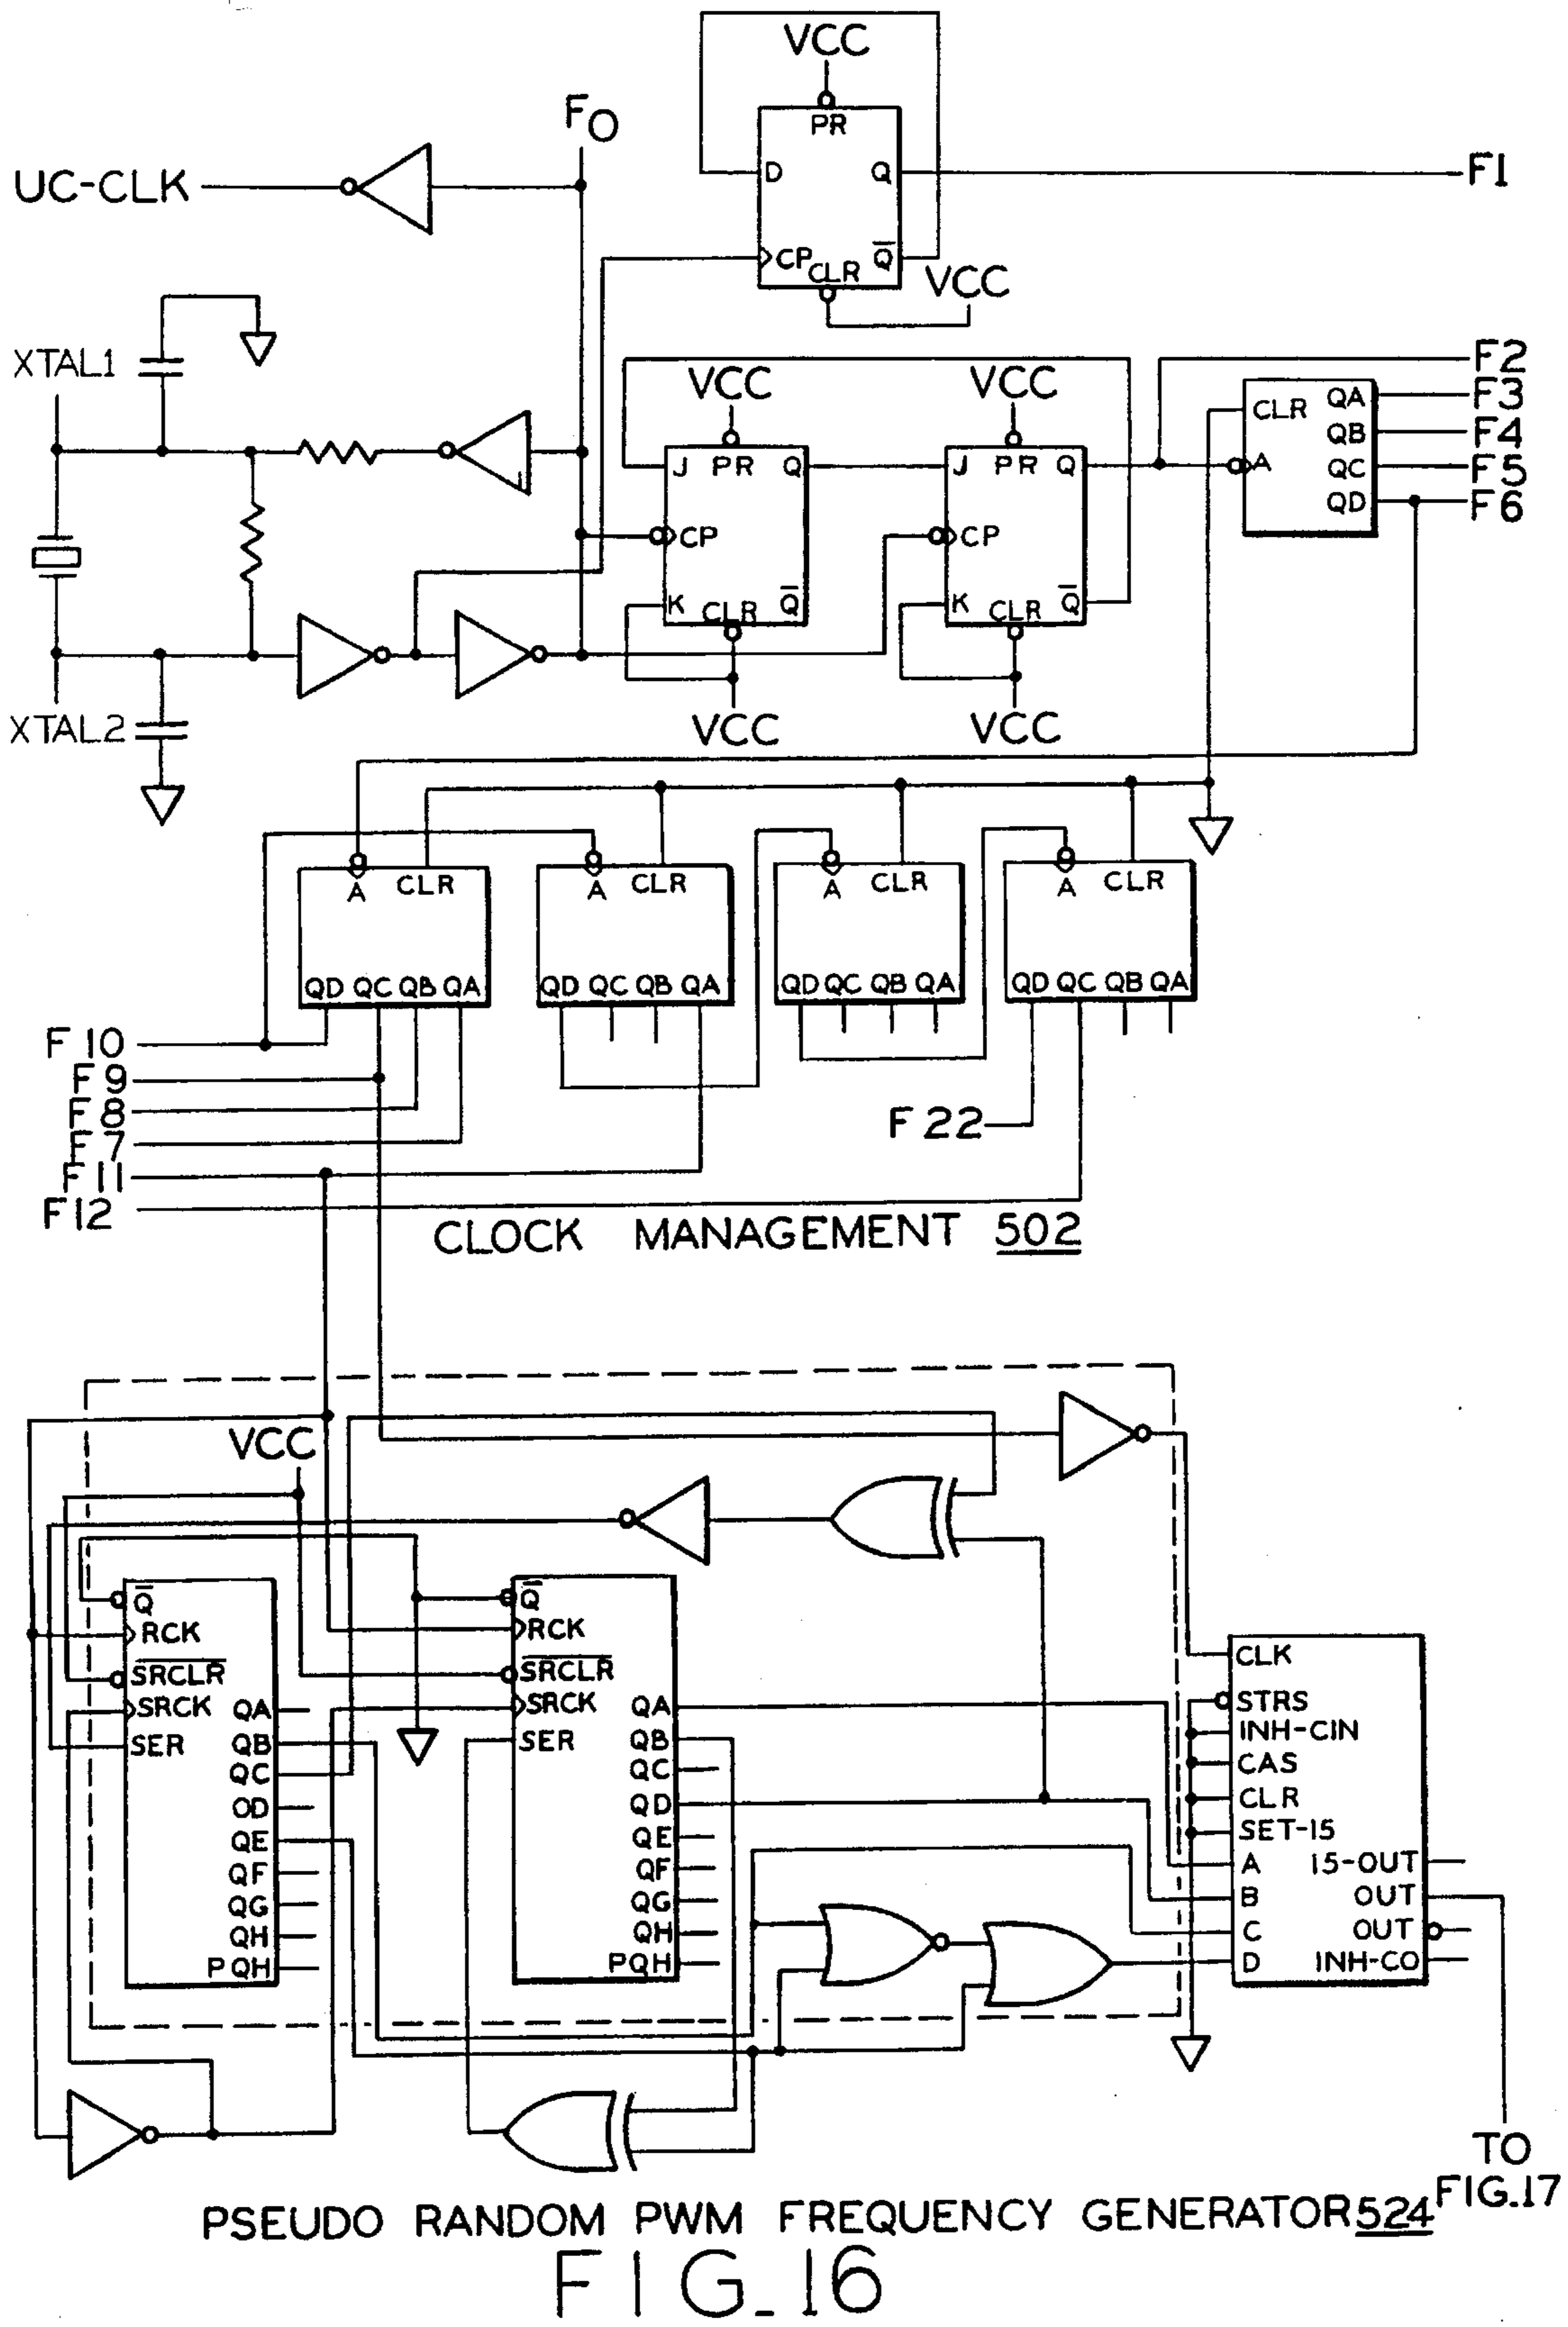 VCC
FO
PR
D
Q
F1
UC-CLK
CP
CLR
Q̅
VCC
XTAL1
VCC
VCC
F2
F3
F4
F5
F6
CLR
QA
QB
QC
QD
A
J
PR
Q
CP
K
CLR
Q̅
J
PR
Q
CP
K
CLR
Q̅
XTAL2
VCC
VCC
A
CLR
QD QC QB QA
A
CLR
QD QC QB QA
A
CLR
QD QC QB QA
A
CLR
QD QC QB QA
F10
F9
F8
F7
F11
F12
F22
CLOCK MANAGEMENT 502
VCC
Q̅
RCK
S̅R̅C̅L̅R̅
SRCK
SER
QA
QB
QC
OD
QE
QF
QG
QH
PQH
Q̅
RCK
S̅R̅C̅L̅R̅
SRCK
SER
QA
QB
QC
QD
QE
QF
QG
QH
PQH
CLK
STRS
INH-CIN
CAS
CLR
SET-15
A
B
C
D
15-OUT
OUT
OUT
INH-CO
TO
FIG.17
PSEUDO RANDOM PWM FREQUENCY GENERATOR 524
FIG_16